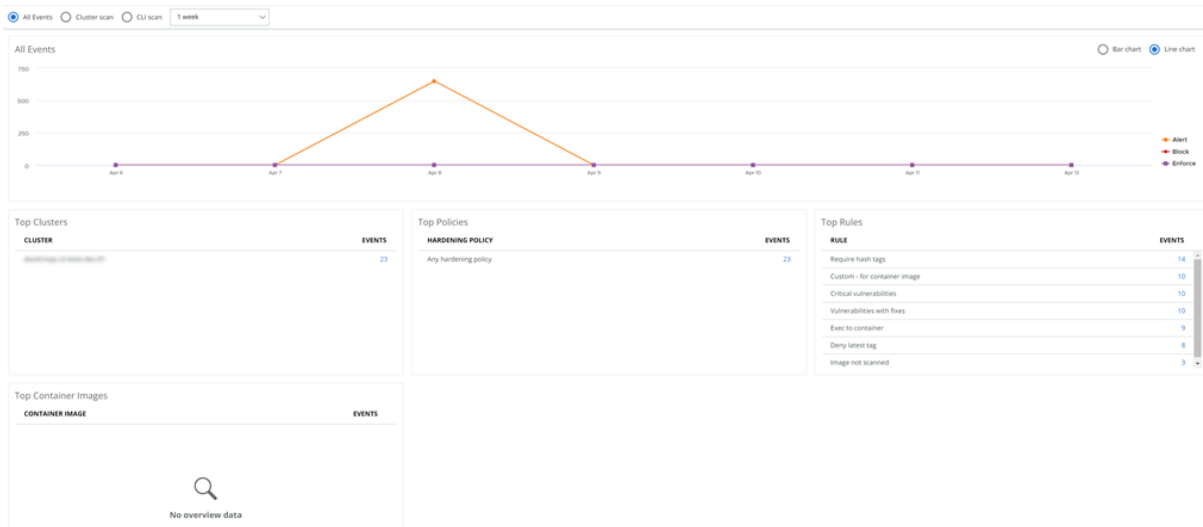 All Events Cluster scan CLI scan 1 week
All Events Bar chart Line chart
750
500
250
0
Apr 6 Apr 7 Apr 8 Apr 9 Apr 10 Apr 11 Apr 12
Alert
Block
Enforce
Top Clusters
CLUSTER EVENTS
23
Top Policies
HARDENING POLICY EVENTS
Any hardening policy 23
Top Rules
RULE EVENTS
Require hash tags 14
Custom - for container image 10
Critical vulnerabilities 10
Vulnerabilities with fixes 10
Exec to container 9
Deny latest tag 8
Image not scanned 3
Top Container Images
CONTAINER IMAGE EVENTS
No overview data